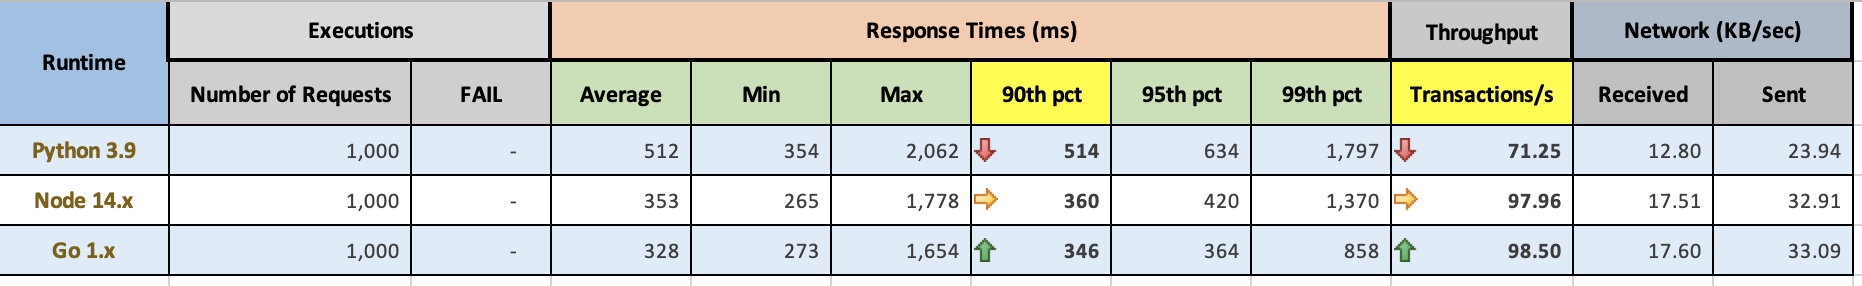 Runtime Executions Response Times (ms) Throughput Network (KB/sec)
Number of Requests FAIL Average Min Max 90th pct 95th pct 99th pct Transactions/s Received Sent
Python 3.9 1,000 - 512 354 2,062 514 634 1,797 71.25 12.80 23.94
Node 14.x 1,000 - 353 265 1,778 360 420 1,370 97.96 17.51 32.91
Go 1.x 1,000 - 328 273 1,654 346 364 858 98.50 17.60 33.09